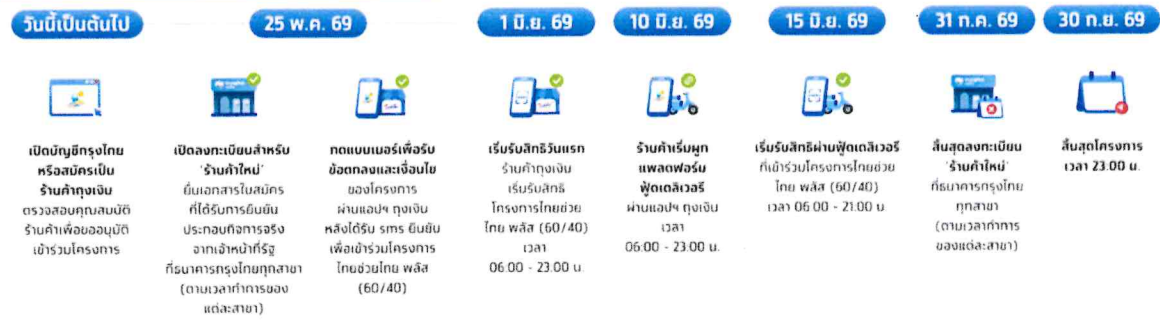 วันนี้เป็นต้นไป
เปิดบัญชีกรุงไทย
หรือสมัครเป็น
ร้านค้าถุงเงิน
ตรวจสอบคุณสมบัติ
ร้านค้าเพื่อขออนุมัติ
เข้าร่วมโครงการ
25 พ.ค. 69
เปิดลงทะเบียนสำหรับ
'ร้านค้าใหม่'
ยื่นเอกสารใบสมัคร
ที่ได้รับการยืนยัน
ประกอบกิจการจริง
จากเจ้าหน้าที่รัฐ
ที่ธนาคารกรุงไทยทุกสาขา
(ตามเวลาทำการของ
แต่ละสาขา)
กดแบนเนอร์เพื่อรับ
ข้อตกลงและเงื่อนไข
ของโครงการ
ผ่านแอปฯ ถุงเงิน
หลังได้รับ sms ยืนยัน
เพื่อเข้าร่วมโครงการ
ไทยช่วยไทย พลัส
(60/40)
1 มิ.ย. 69
เริ่มรับสิทธิวันแรก
ร้านค้าถุงเงิน
เริ่มรับสิทธิ
โครงการไทยช่วย
ไทย พลัส (60/40)
เวลา
06:00 - 23.00 น.
10 มิ.ย. 69
ร้านค้าเริ่มผูก
แพลตฟอร์ม
ฟู้ดเดลิเวอรี
ผ่านแอปฯ ถุงเงิน
เวลา
06:00 - 23:00 น.
15 มิ.ย. 69
เริ่มรับสิทธิผ่านฟู้ดเดลิเวอรี
ที่เข้าร่วมโครงการไทยช่วย
ไทย พลัส (60/40)
เวลา 06:00 - 21:00 น.
31 ก.ค. 69
สิ้นสุดลงทะเบียน
'ร้านค้าใหม่'
ที่ธนาคารกรุงไทย
ทุกสาขา
(ตามเวลาทำการ
ของแต่ละสาขา)
30 ก.ย. 69
สิ้นสุดโครงการ
เวลา 23.00 น.